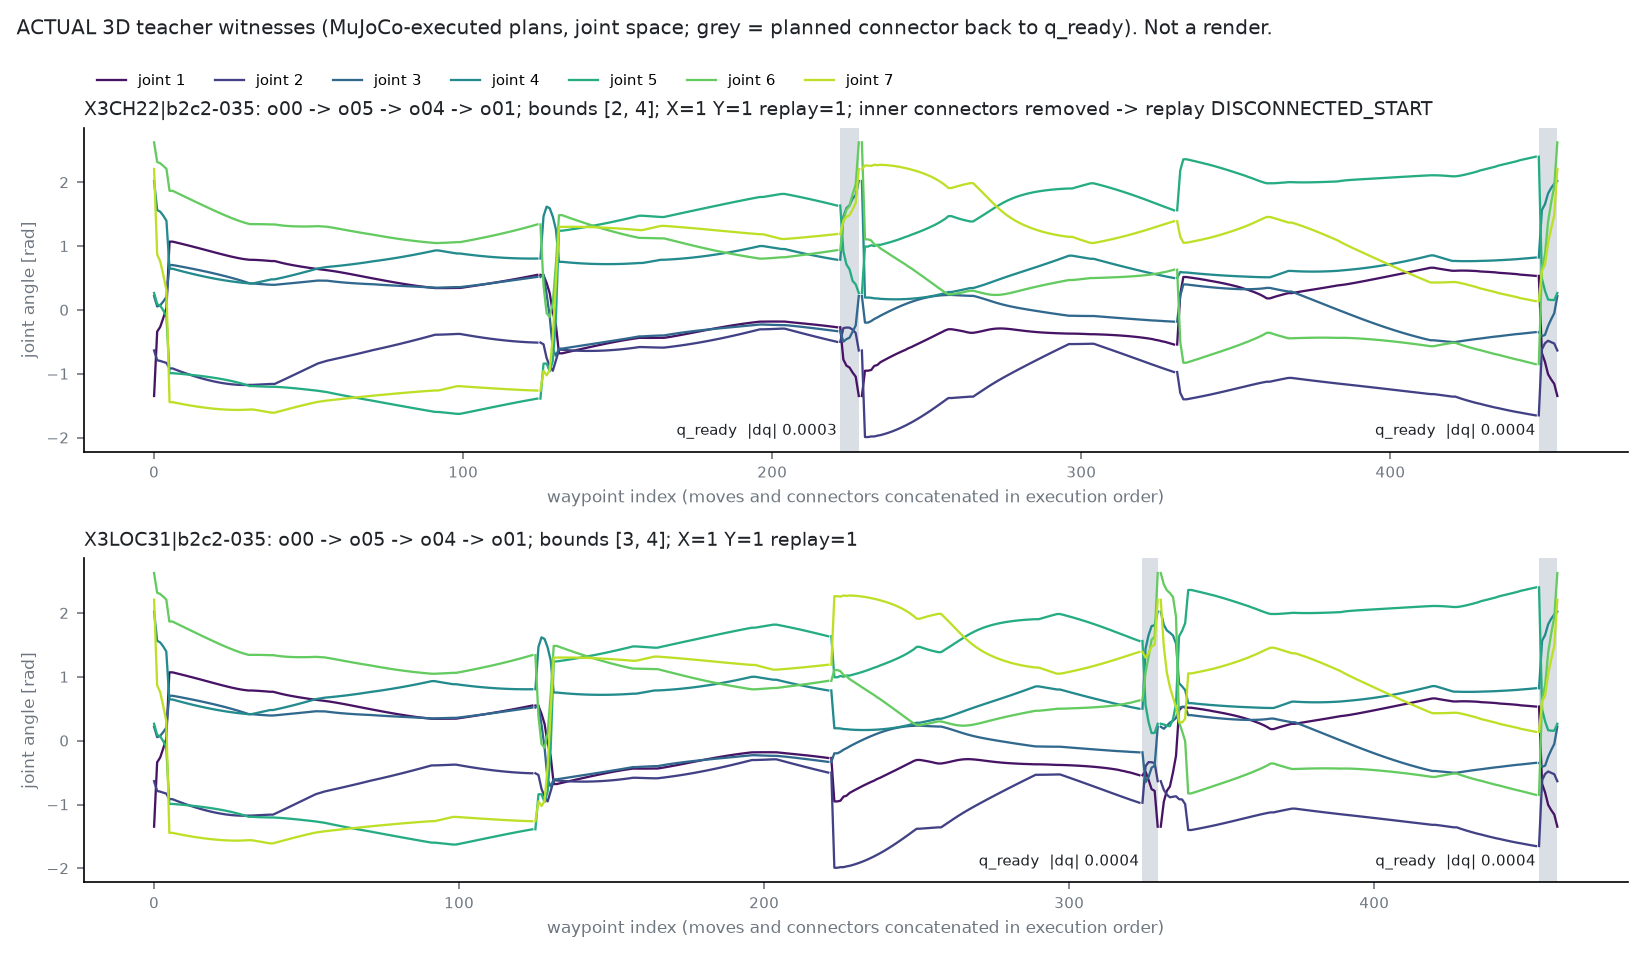 ACTUAL 3D teacher witnesses (MuJoCo-executed plans, joint space; grey = planned connector back to q_ready). Not a render.
joint 1 joint 2 joint 3 joint 4 joint 5 joint 6 joint 7
X3CH22|b2c2-035: o00 -> o05 -> o04 -> o01; bounds [2, 4]; X=1 Y=1 replay=1; inner connectors removed -> replay DISCONNECTED_START
joint angle [rad]
2
1
0
−1
−2
q_ready |dq| 0.0003 q_ready |dq| 0.0004
0 100 200 300 400
waypoint index (moves and connectors concatenated in execution order)
X3LOC31|b2c2-035: o00 -> o05 -> o04 -> o01; bounds [3, 4]; X=1 Y=1 replay=1
joint angle [rad]
2
1
0
−1
−2
q_ready |dq| 0.0004 q_ready |dq| 0.0004
0 100 200 300 400
waypoint index (moves and connectors concatenated in execution order)